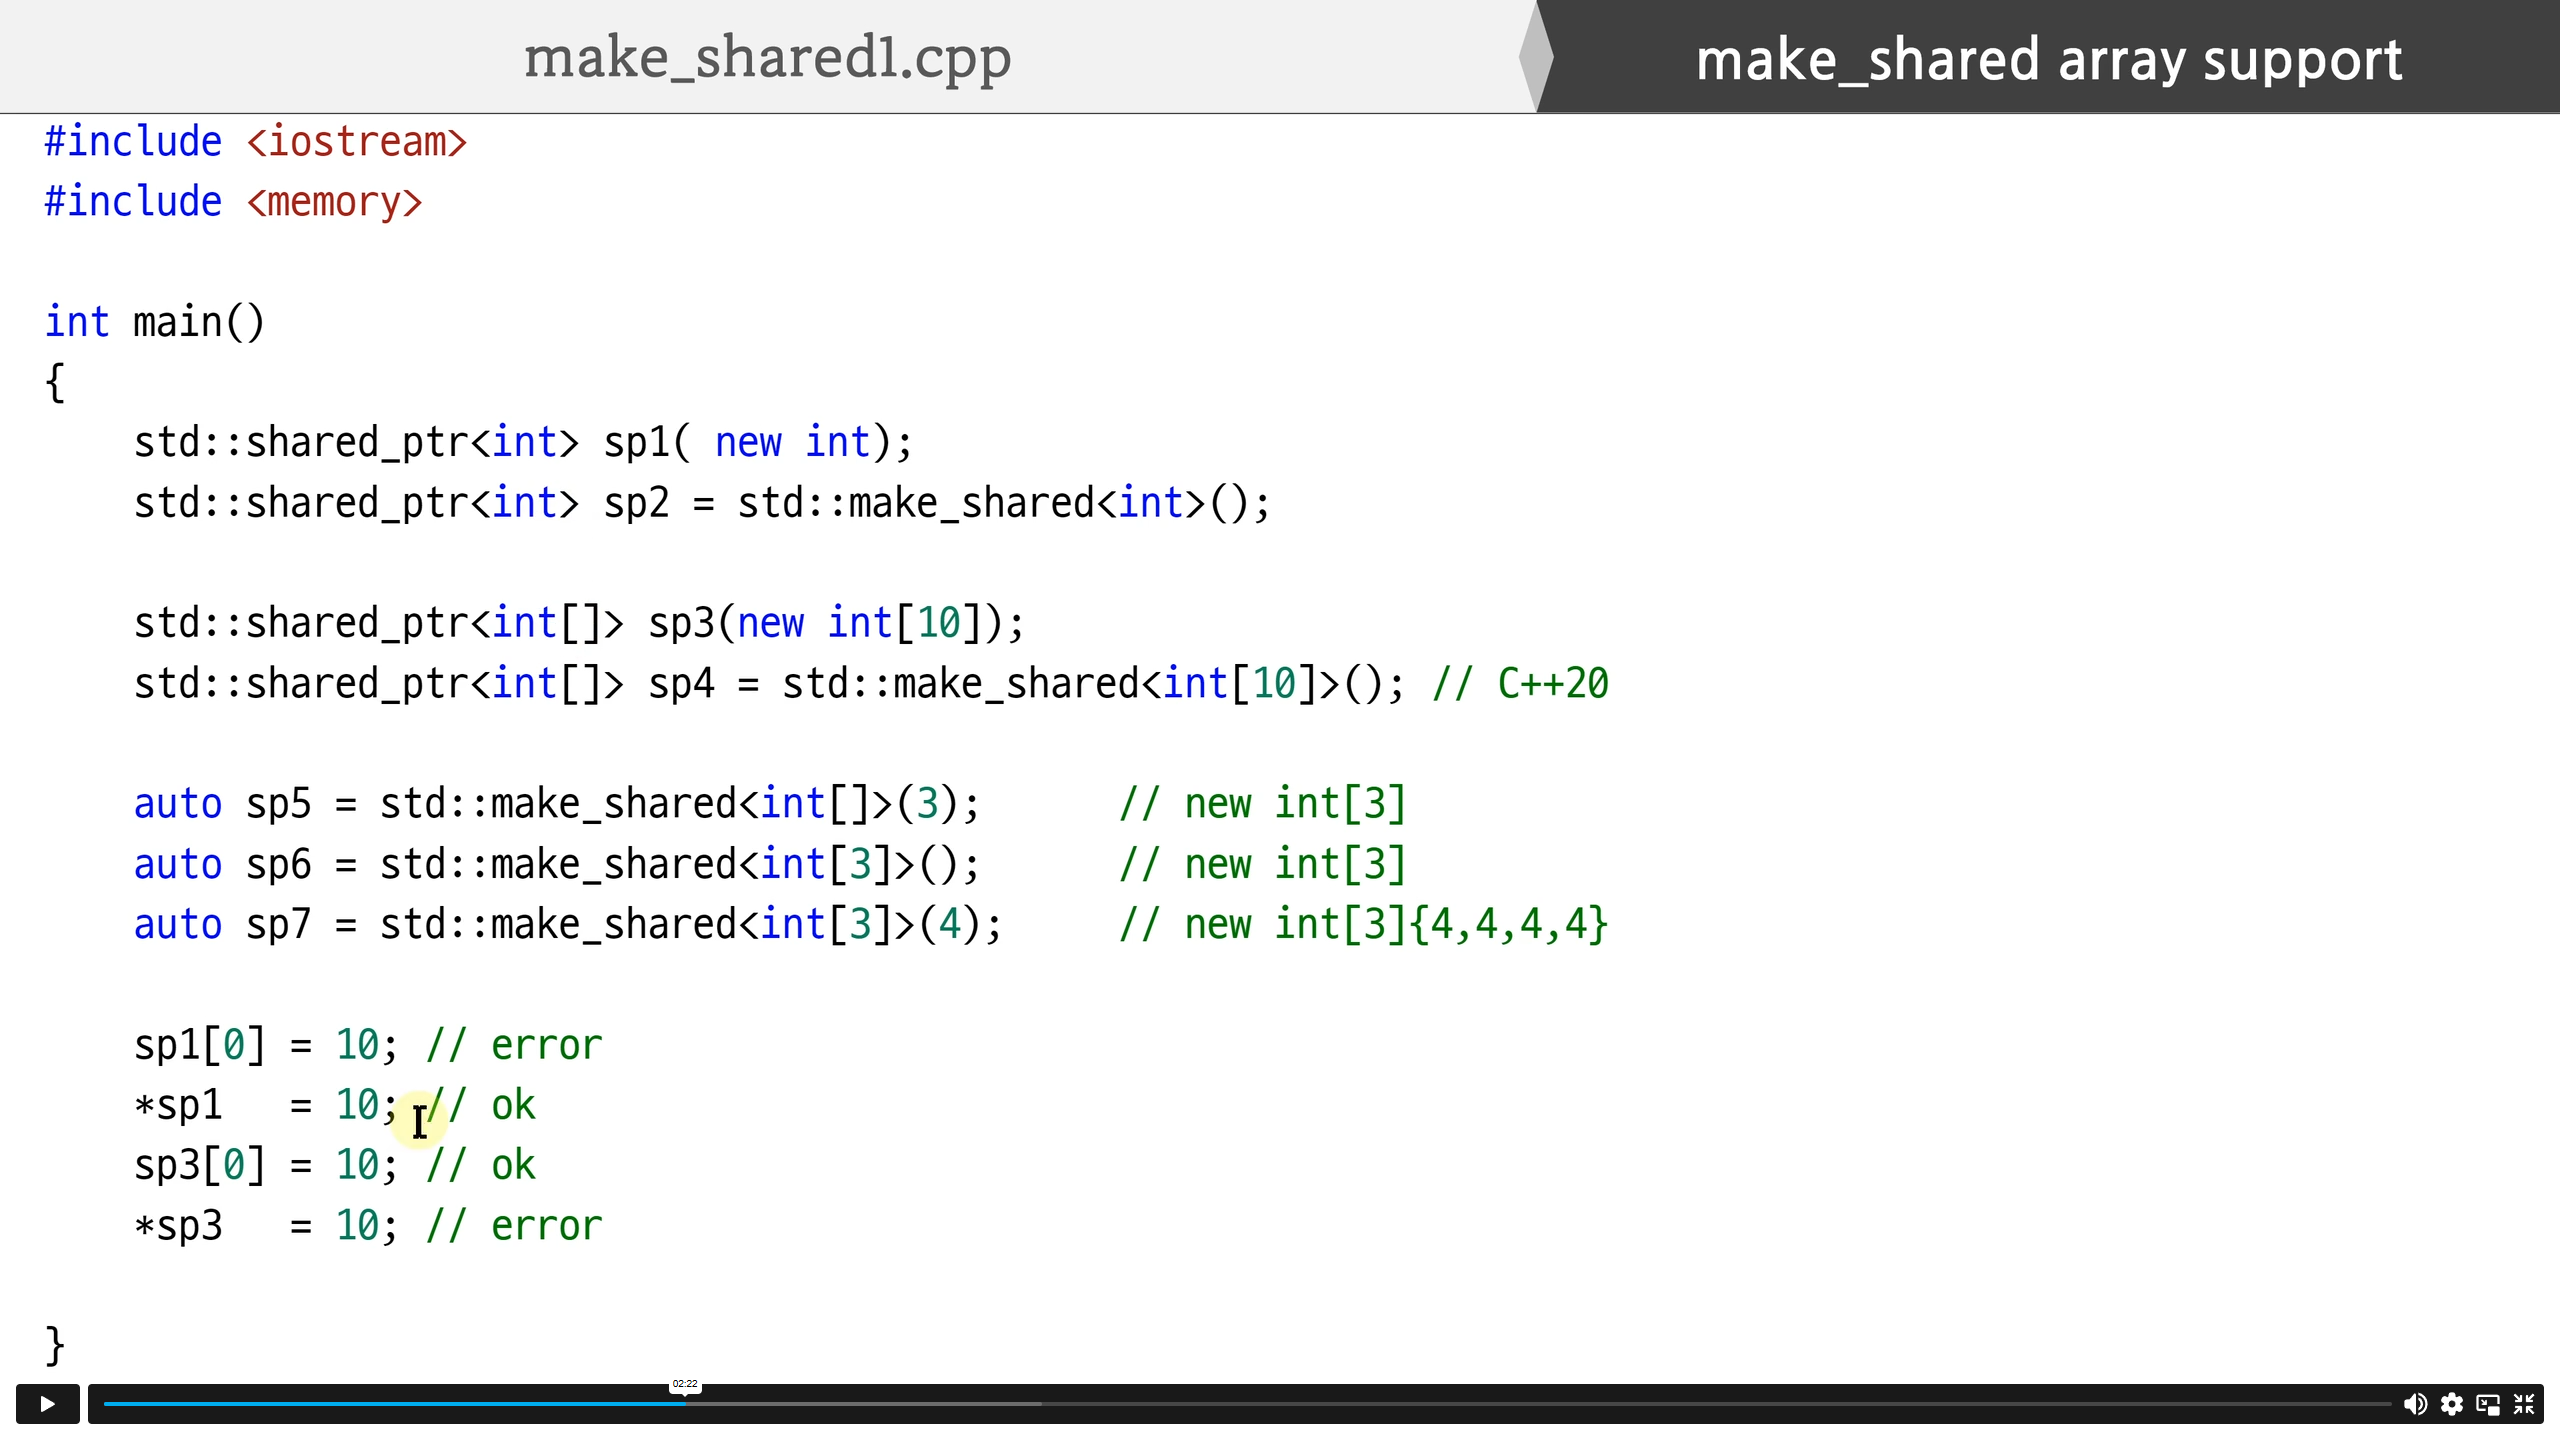 make_shared1.cpp
make_shared array support
#include <iostream>
#include <memory>
int main()
{
    std::shared_ptr<int> sp1( new int);
    std::shared_ptr<int> sp2 = std::make_shared<int>();
    std::shared_ptr<int[]> sp3(new int[10]);
    std::shared_ptr<int[]> sp4 = std::make_shared<int[10]>(); // C++20
    auto sp5 = std::make_shared<int[]>(3);      // new int[3]
    auto sp6 = std::make_shared<int[3]>();      // new int[3]
    auto sp7 = std::make_shared<int[3]>(4);     // new int[3]{4,4,4,4}
    sp1[0] = 10; // error
    *sp1   = 10; // ok
    sp3[0] = 10; // ok
    *sp3   = 10; // error
}
02:22